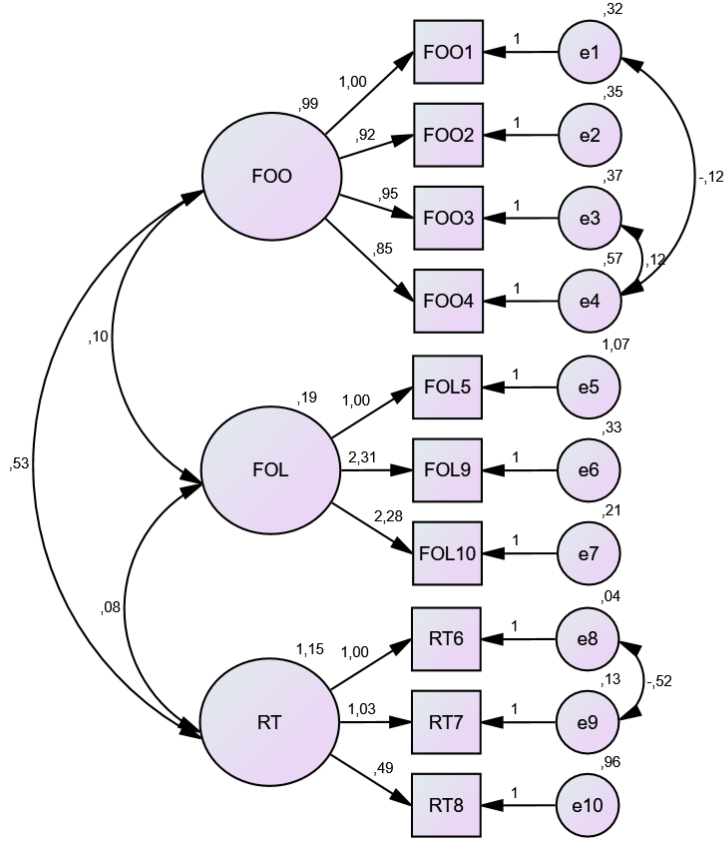 ,32
FOO1
1
e1
1,00
,99
,35
FOO2
1
e2
,92
FOO
-,12
,37
FOO3
1
e3
,95
,12
,57
FOO4
1
e4
,85
,10
1,07
FOL5
1
e5
,19
1,00
,53
,33
FOL
2,31
FOL9
1
e6
,21
2,28
FOL10
1
e7
,08
,04
RT6
1
e8
1,15
1,00
-,52
,13
RT
1,03
RT7
1
e9
,96
,49
RT8
1
e10